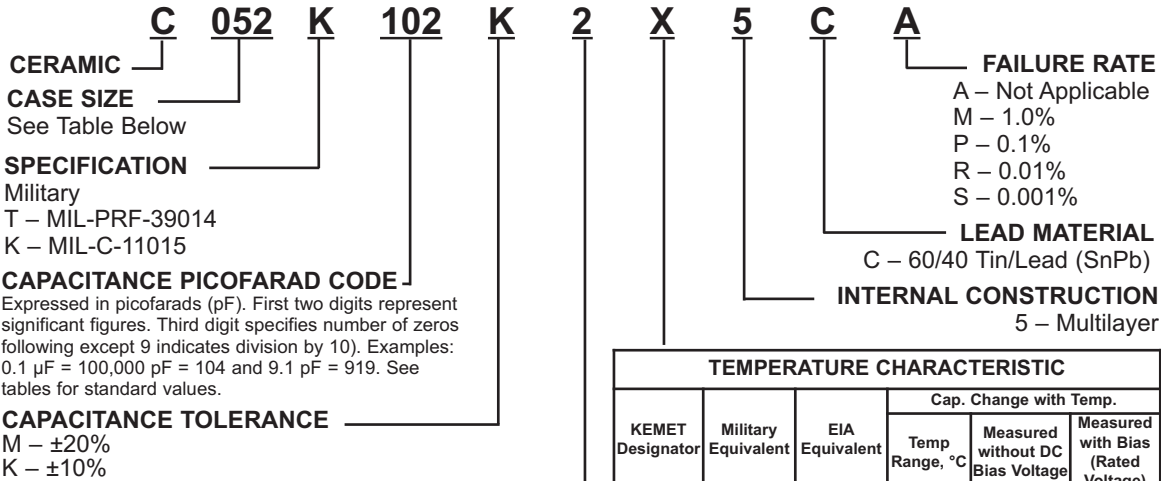 C 052 K 102 K 2 X 5 C A
CERAMIC
CASE SIZE
See Table Below
SPECIFICATION
Military
T – MIL-PRF-39014
K – MIL-C-11015
CAPACITANCE PICOFARAD CODE
Expressed in picofarads (pF). First two digits represent
significant figures. Third digit specifies number of zeros
following except 9 indicates division by 10). Examples:
0.1 µF = 100,000 pF = 104 and 9.1 pF = 919. See
tables for standard values.
CAPACITANCE TOLERANCE
M – ±20%
K – ±10%
FAILURE RATE
A – Not Applicable
M – 1.0%
P – 0.1%
R – 0.01%
S – 0.001%
LEAD MATERIAL
C – 60/40 Tin/Lead (SnPb)
INTERNAL CONSTRUCTION
5 – Multilayer
TEMPERATURE CHARACTERISTIC
Cap. Change with Temp.
KEMET
Designator
Military
Equivalent
EIA
Equivalent
Temp
Range, °C
Measured
without DC
Bias Voltage
Measured
with Bias
(Rated
Voltage)